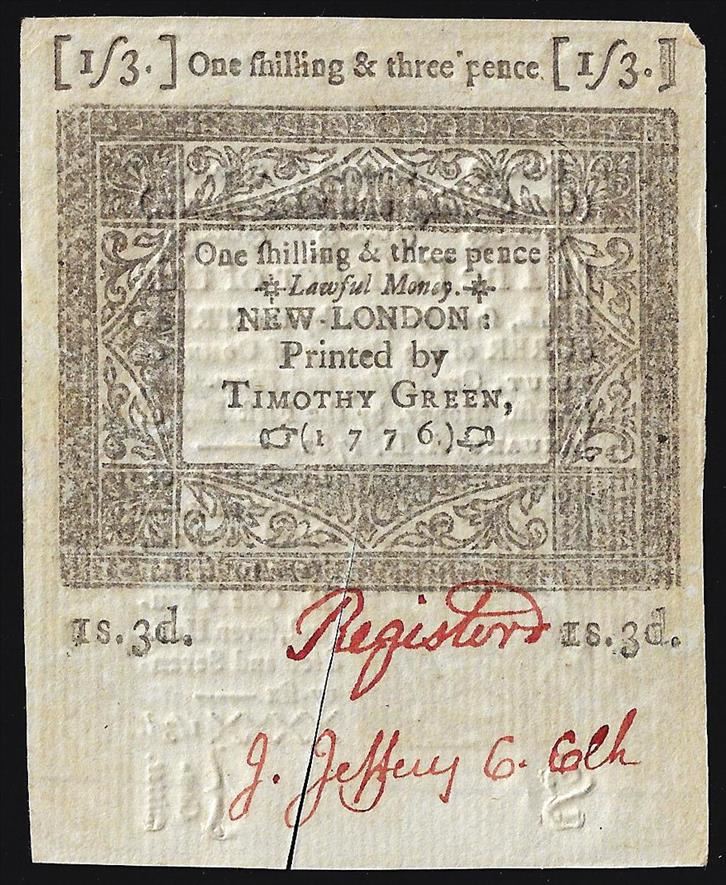 [1/3.] One ſhilling & three pence. [1/3.]
One ſhilling & three pence
Lawful Money.
NEW-LONDON:
Printed by
TIMOTHY GREEN,
(1776.)
1s. 3d. Registerd 1s. 3d.
J. Jeffery C. Clk